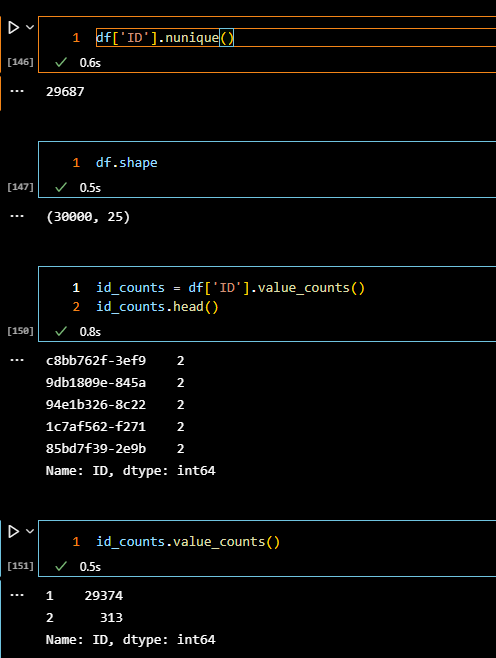 1 df['ID'].nunique()
[146] ✓ 0.6s
... 29687
1 df.shape
[147] ✓ 0.5s
... (30000, 25)
1 id_counts = df['ID'].value_counts()
2 id_counts.head()
[150] ✓ 0.8s
... c8bb762f-3ef9    2
9db1809e-845a    2
94e1b326-8c22    2
1c7af562-f271    2
85bd7f39-2e9b    2
Name: ID, dtype: int64
1 id_counts.value_counts()
[151] ✓ 0.5s
... 1    29374
2      313
Name: ID, dtype: int64